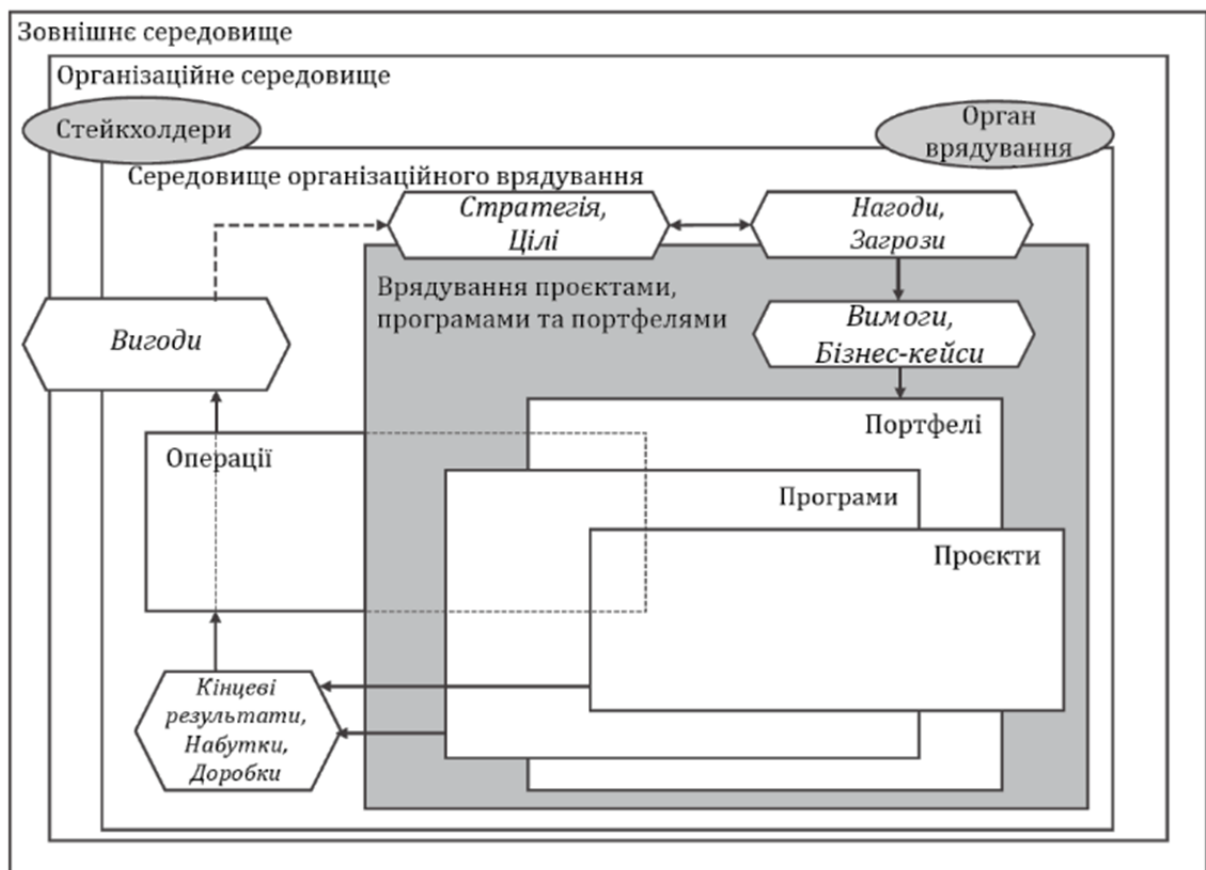 Зовнішнє середовище
Організаційне середовище
Стейкхолдери
Орган
врядування
Середовище організаційного врядування
Стратегія,
Цілі
Нагоди,
Загрози
Врядування проєктами,
програмами та портфелями
Вимоги,
Бізнес-кейси
Вигоди
Портфелі
Операції
Програми
Проєкти
Кінцеві
результати,
Набутки,
Доробки